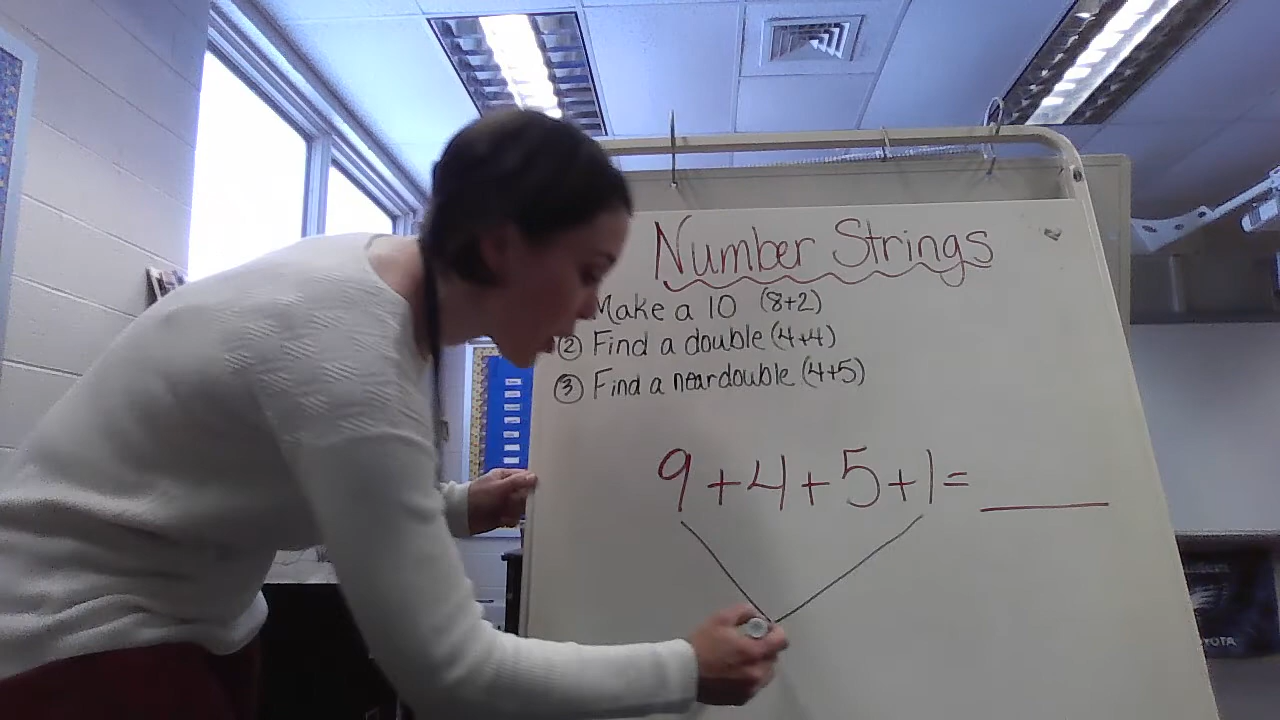 Number Strings
Make a 10 (8+2)
② Find a double (4+4)
③ Find a near double (4+5)
9+4+5+1= ____